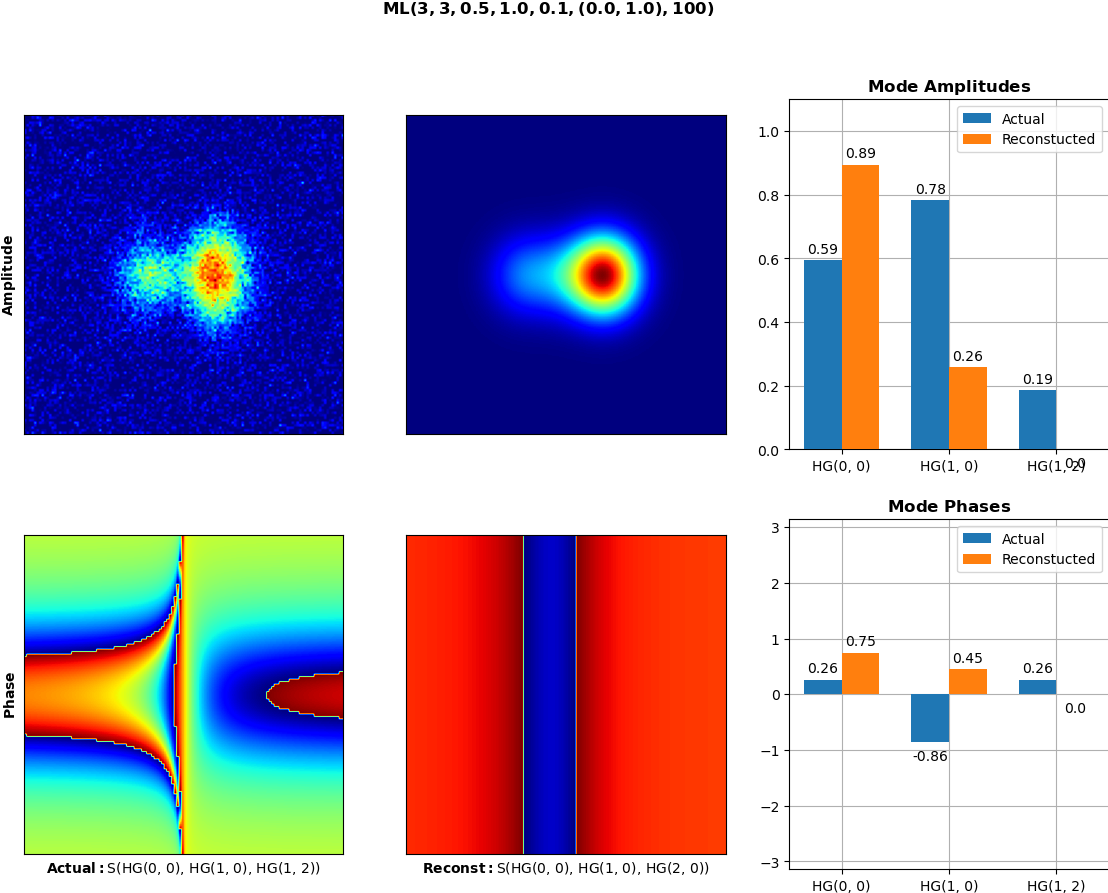 ML(3, 3, 0.5, 1.0, 0.1, (0.0, 1.0), 100)
Amplitude
Mode Amplitudes
Actual
Reconstucted
1.0
0.8
0.6
0.4
0.2
0.0
0.59
0.89
0.78
0.26
0.19
0.0
HG(0, 0)
HG(1, 0)
HG(1, 2)
Phase
Actual: S(HG(0, 0), HG(1, 0), HG(1, 2))
Reconst: S(HG(0, 0), HG(1, 0), HG(2, 0))
Mode Phases
Actual
Reconstucted
3
2
1
0
−1
−2
−3
0.26
0.75
-0.86
0.45
0.26
0.0
HG(0, 0)
HG(1, 0)
HG(1, 2)